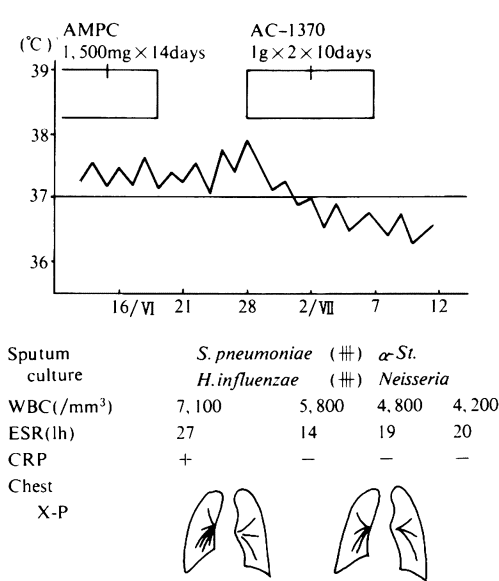 AMPC
1,500mg×14days
AC-1370
1g×2×10days
(℃)
39
38
37
36
16/Ⅵ 21 28 2/Ⅶ 7 12
Sputum culture
S. pneumoniae (卌) α-St.
H. influenzae (卌) Neisseria
WBC(/mm³) 7,100 5,800 4,800 4,200
ESR(1h) 27 14 19 20
CRP + − − −
Chest
X-P